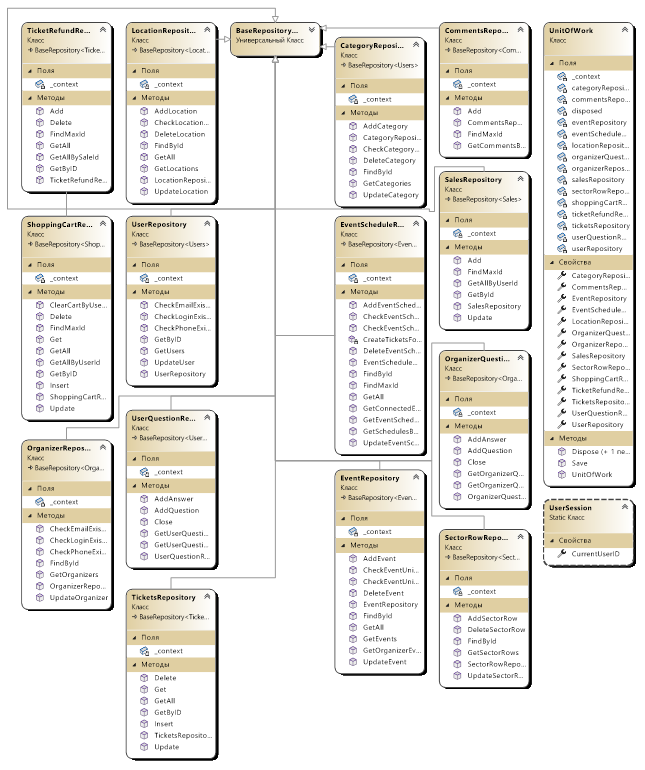 TicketRefundRe...
Класс
BaseRepository<Ticke...
Поля
_context
Методы
Add
Delete
FindMaxId
GetAll
GetAllBySaleId
GetByID
TicketRefundRe...
LocationReposit...
Класс
BaseRepository<Locat...
Поля
_context
Методы
AddLocation
CheckLocation...
DeleteLocation
FindById
GetAll
GetLocations
LocationReposi...
UpdateLocation
BaseRepository...
Универсальный Класс
CategoryReposi...
Класс
BaseRepository<Users>
Поля
_context
Методы
AddCategory
CategoryReposi...
CheckCategory...
DeleteCategory
FindById
GetCategories
UpdateCategory
CommentsRepo...
Класс
BaseRepository<Com...
Поля
_context
Методы
Add
CommentsRep...
FindMaxId
GetCommentsB...
UnitOfWork
Класс
Поля
_context
categoryReposi...
commentsRepo...
disposed
eventRepository
eventSchedule...
locationReposit...
organizerQuest...
organizerRepos...
salesRepository
sectorRowRepo...
shoppingCartR...
ticketRefundRe...
ticketsRepository
userQuestionR...
userRepository
Свойства
CategoryReposi...
CommentsRep...
EventRepository
EventSchedule...
LocationReposi...
OrganizerQuest...
OrganizerRepo...
SalesRepository
SectorRowRep...
ShoppingCartR...
TicketRefundRe...
TicketsReposito...
UserQuestionR...
UserRepository
Методы
Dispose (+ 1 пе...
Save
UnitOfWork
SalesRepository
Класс
BaseRepository<Sales>
Поля
_context
Методы
Add
FindMaxId
GetAllByUserId
GetById
SalesRepository
Update
ShoppingCartRe...
Класс
BaseRepository<Shop...
Поля
_context
Методы
ClearCartByUse...
Delete
FindMaxId
Get
GetAll
GetAllByUserId
GetByID
Insert
ShoppingCartR...
Update
UserRepository
Класс
BaseRepository<Users>
Поля
_context
Методы
CheckEmailExis...
CheckLoginExis...
CheckPhoneExi...
GetByID
GetUsers
UpdateUser
UserRepository
EventScheduleR...
Класс
BaseRepository<Even...
Поля
_context
Методы
AddEventSched...
CheckEventSch...
CheckEventSch...
CreateTicketsFo...
DeleteEventSch...
EventSchedule...
FindById
FindMaxId
GetAll
GetConnectedE...
GetEventSched...
GetSchedulesB...
UpdateEventSc...
OrganizerQuesti...
Класс
BaseRepository<Orga...
Поля
_context
Методы
AddAnswer
AddQuestion
Close
GetOrganizerQ...
GetOrganizerQ...
OrganizerQuest...
OrganizerRepos...
Класс
BaseRepository<Orga...
Поля
_context
Методы
CheckEmailExis...
CheckLoginExi...
CheckPhoneExi...
FindById
GetOrganizers
OrganizerRepo...
UpdateOrganizer
UserQuestionRe...
Класс
BaseRepository<User...
Поля
_context
Методы
AddAnswer
AddQuestion
Close
GetUserQuesti...
GetUserQuesti...
UserQuestionR...
EventRepository
Класс
BaseRepository<Even...
Поля
_context
Методы
AddEvent
CheckEventUni...
CheckEventUni...
DeleteEvent
EventRepository
FindById
GetAll
GetEvents
GetOrganizerEv...
UpdateEvent
UserSession
Static Класс
Свойства
CurrentUserID
SectorRowRepo...
Класс
BaseRepository<Sect...
Поля
_context
Методы
AddSectorRow
DeleteSectorRow
FindById
GetSectorRows
SectorRowRepo...
UpdateSectorR...
TicketsRepository
Класс
BaseRepository<Ticke...
Поля
_context
Методы
Delete
Get
GetAll
GetByID
Insert
TicketsReposito...
Update